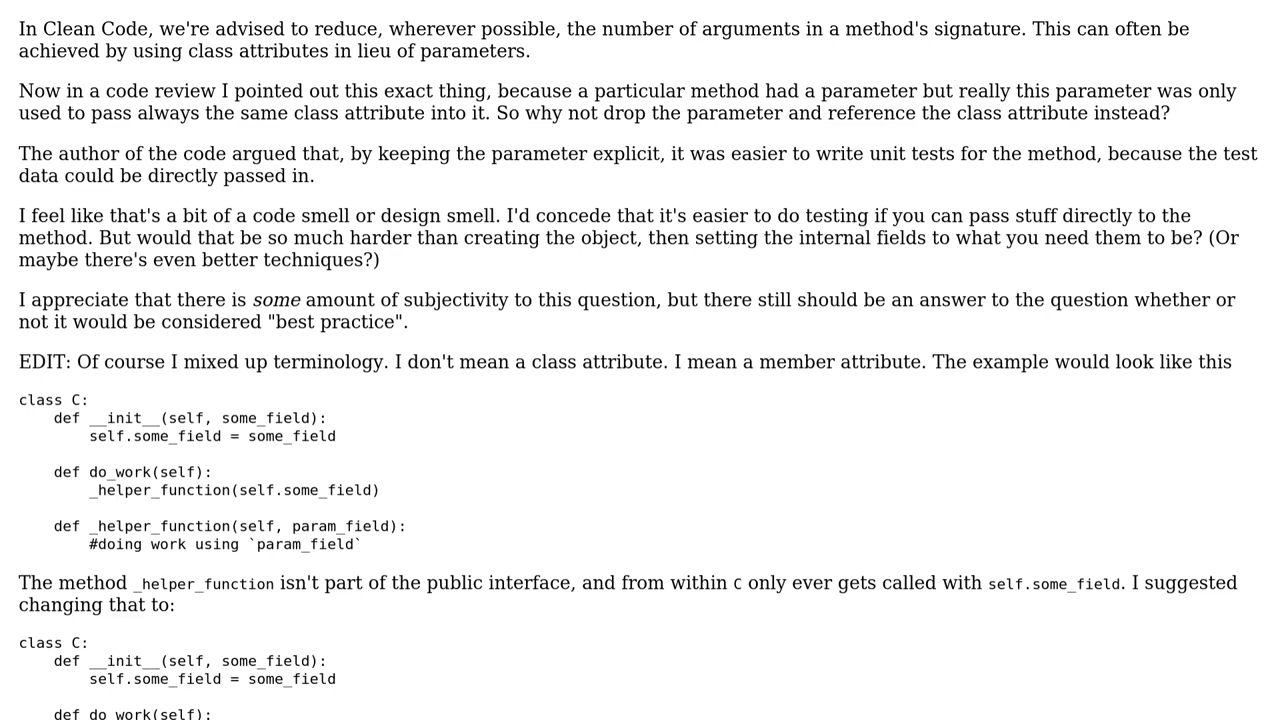 In Clean Code, we're advised to reduce, wherever possible, the number of arguments in a method's signature. This can often be
achieved by using class attributes in lieu of parameters.
Now in a code review I pointed out this exact thing, because a particular method had a parameter but really this parameter was only
used to pass always the same class attribute into it. So why not drop the parameter and reference the class attribute instead?
The author of the code argued that, by keeping the parameter explicit, it was easier to write unit tests for the method, because the test
data could be directly passed in.
I feel like that's a bit of a code smell or design smell. I'd concede that it's easier to do testing if you can pass stuff directly to the
method. But would that be so much harder than creating the object, then setting the internal fields to what you need them to be? (Or
maybe there's even better techniques?)
I appreciate that there is some amount of subjectivity to this question, but there still should be an answer to the question whether or
not it would be considered "best practice".
EDIT: Of course I mixed up terminology. I don't mean a class attribute. I mean a member attribute. The example would look like this
class C:
    def __init__(self, some_field):
        self.some_field = some_field
    def do_work(self):
        _helper_function(self.some_field)
    def _helper_function(self, param_field):
        #doing work using `param_field`
The method _helper_function isn't part of the public interface, and from within C only ever gets called with self.some_field. I suggested
changing that to:
class C:
    def __init__(self, some_field):
        self.some_field = some_field
    def do_work(self):